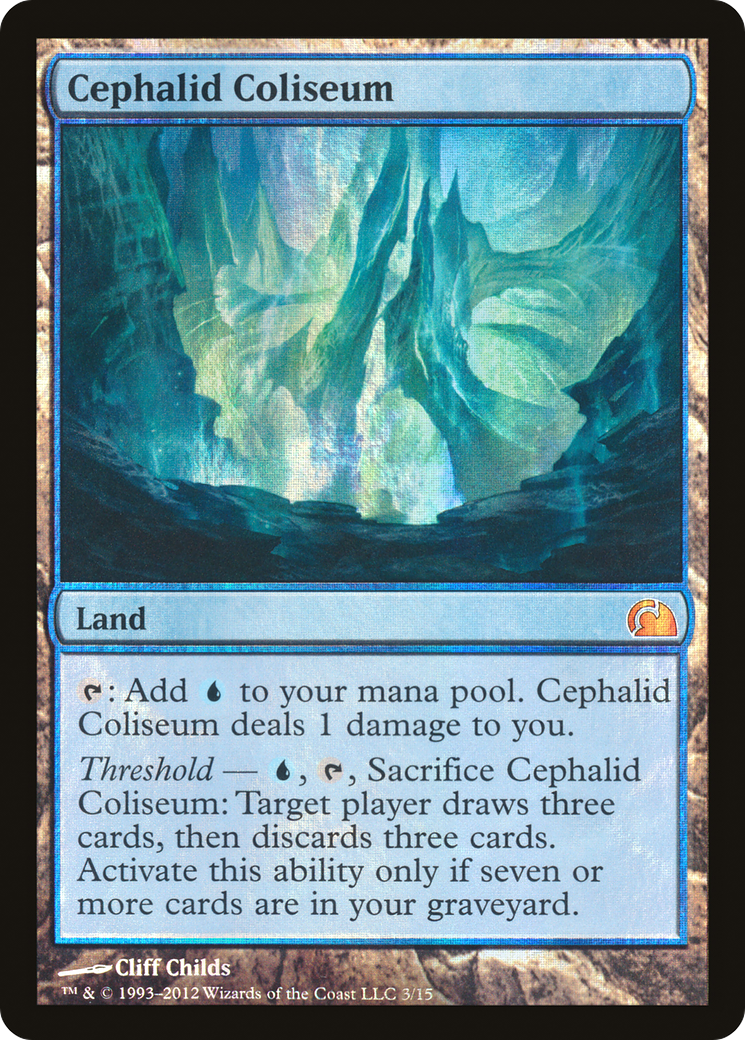 Cephalid Coliseum
Land
: Add to your mana pool. Cephalid
Coliseum deals 1 damage to you.
Threshold — , , Sacrifice Cephalid
Coliseum: Target player draws three
cards, then discards three cards.
Activate this ability only if seven or
more cards are in your graveyard.
Cliff Childs
™ & © 1993–2012 Wizards of the Coast LLC 3/15